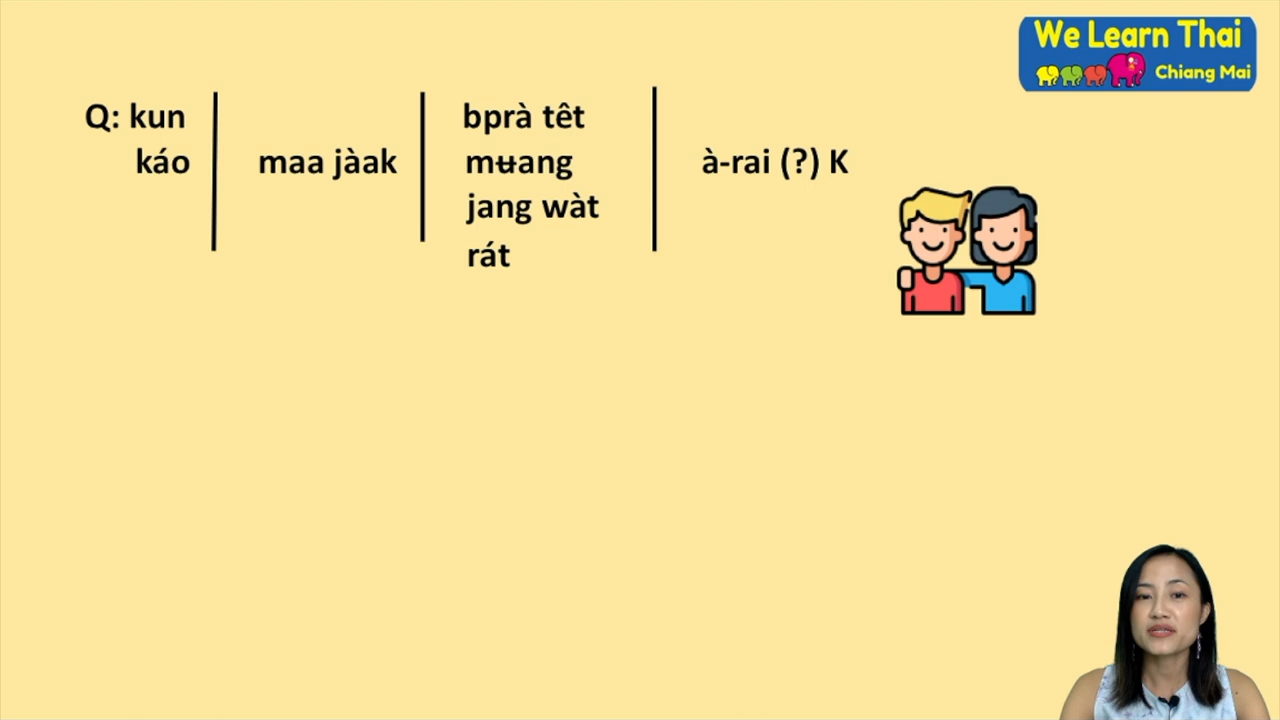 We Learn Thai
Chiang Mai
Q: kun
káo
maa jàak
bprà têt
mʉang
jang wàt
rát
à-rai (?) K